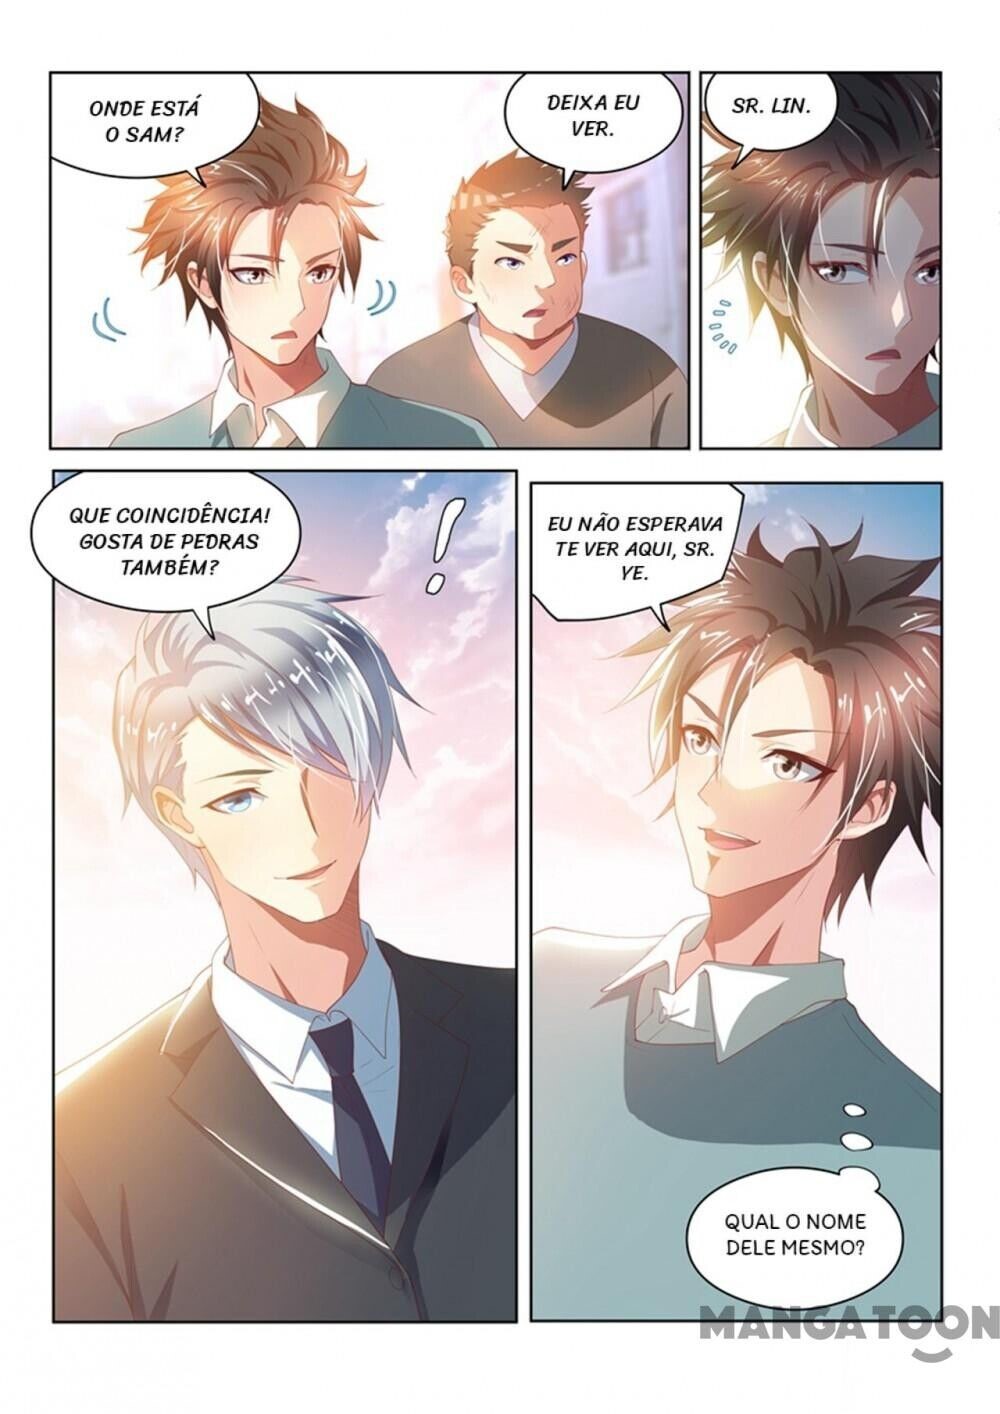 ONDE ESTÁ
O SAM?
DEIXA EU
VER.
SR. LIN.
QUE COINCIDÊNCIA!
GOSTA DE PEDRAS
TAMBÉM?
EU NÃO ESPERAVA
TE VER AQUI, SR.
YE.
QUAL O NOME
DELE MESMO?
MANGATOON